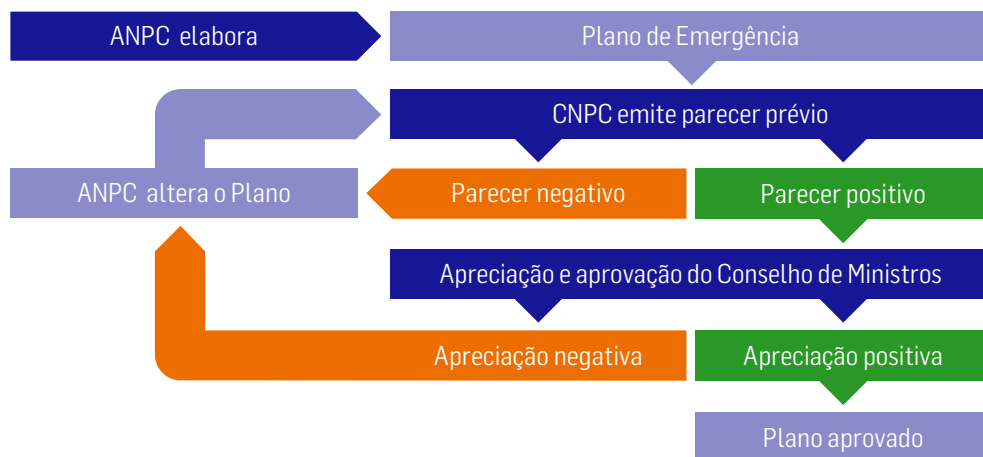 ANPC elabora
Plano de Emergência
CNPC emite parecer prévio
ANPC altera o Plano
Parecer negativo
Parecer positivo
Apreciação e aprovação do Conselho de Ministros
Apreciação negativa
Apreciação positiva
Plano aprovado